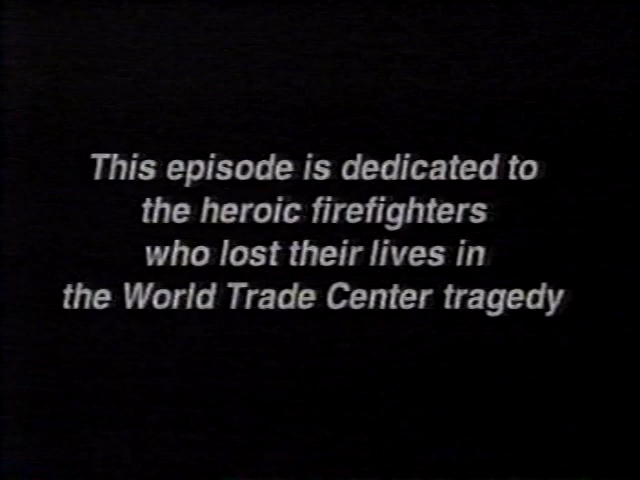 This episode is dedicated to
the heroic firefighters
who lost their lives in
the World Trade Center tragedy